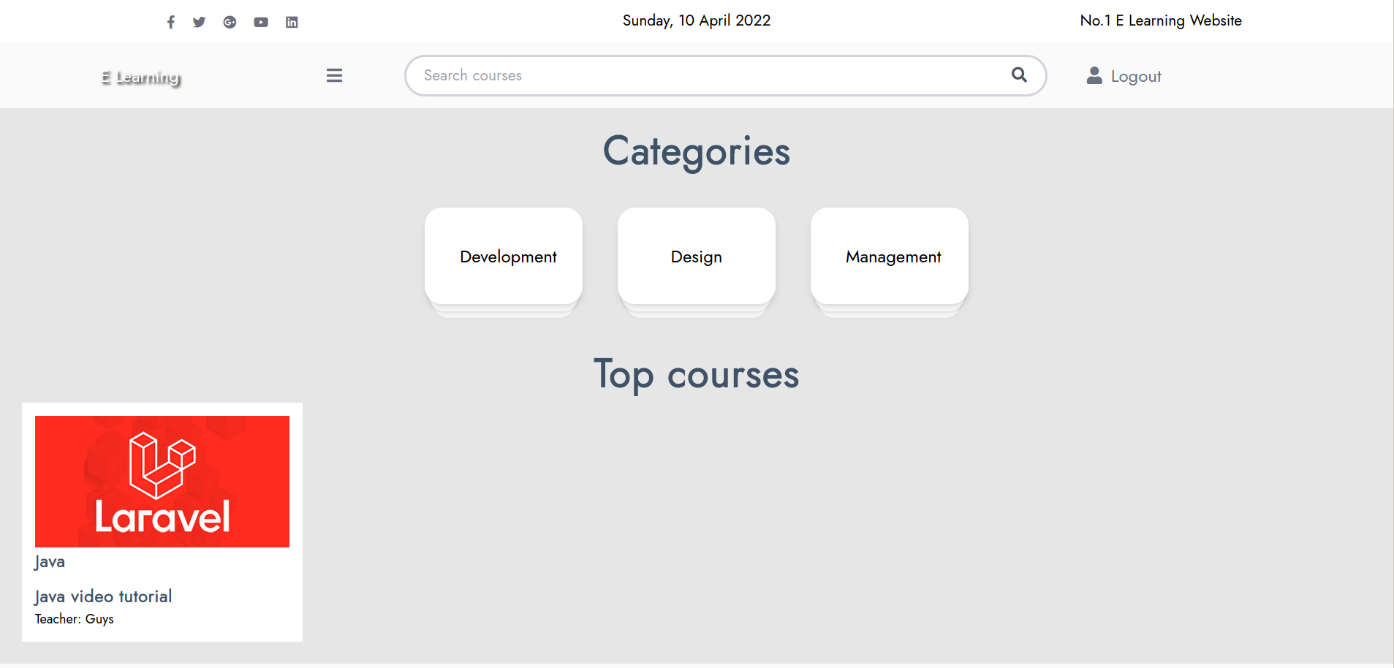 Sunday, 10 April 2022
No.1 E Learning Website
E Learning
Search courses
Logout
Categories
Development
Design
Management
Top courses
Laravel
Java
Java video tutorial
Teacher: Guys